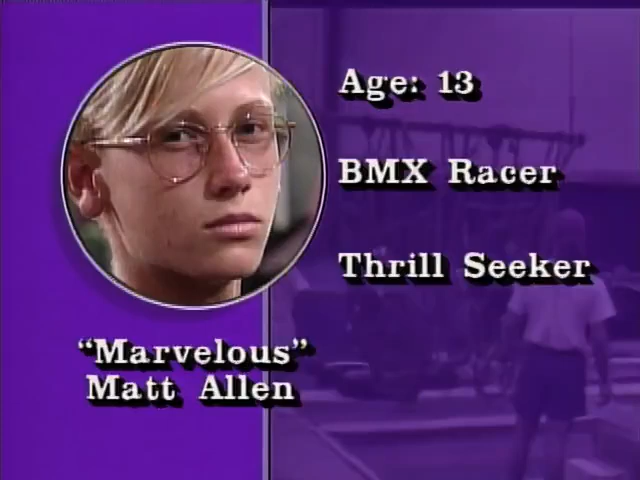 Age: 13
BMX Racer
Thrill Seeker
"Marvelous"
Matt Allen